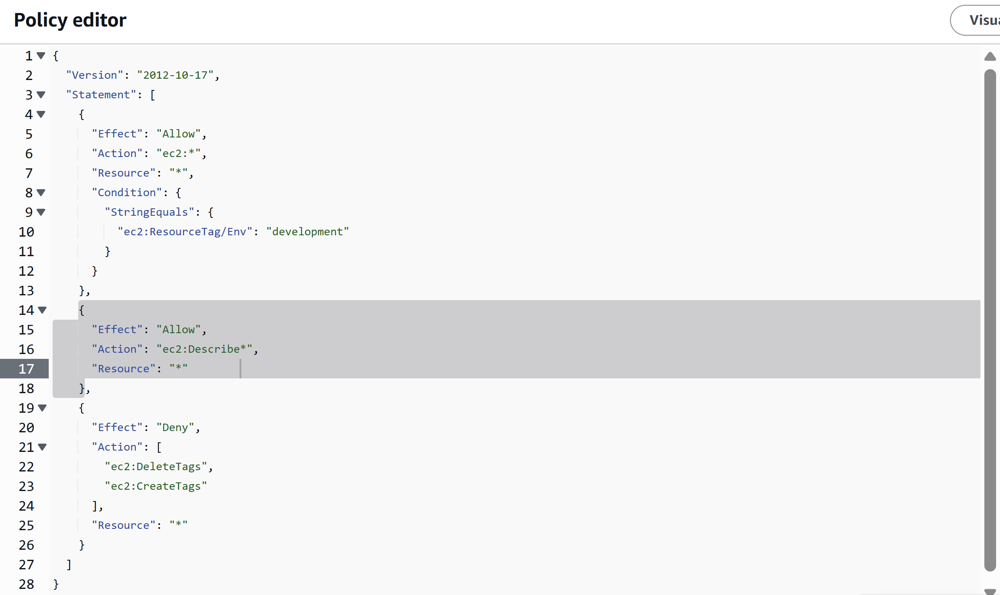 Policy editor
Visua
1 {
2 "Version": "2012-10-17",
3 "Statement": [
4 {
5 "Effect": "Allow",
6 "Action": "ec2:*",
7 "Resource": "*",
8 "Condition": {
9 "StringEquals": {
10 "ec2:ResourceTag/Env": "development"
11 }
12 }
13 },
14 {
15 "Effect": "Allow",
16 "Action": "ec2:Describe*",
17 "Resource": "*"
18 },
19 {
20 "Effect": "Deny",
21 "Action": [
22 "ec2:DeleteTags",
23 "ec2:CreateTags"
24 ],
25 "Resource": "*"
26 }
27 ]
28 }